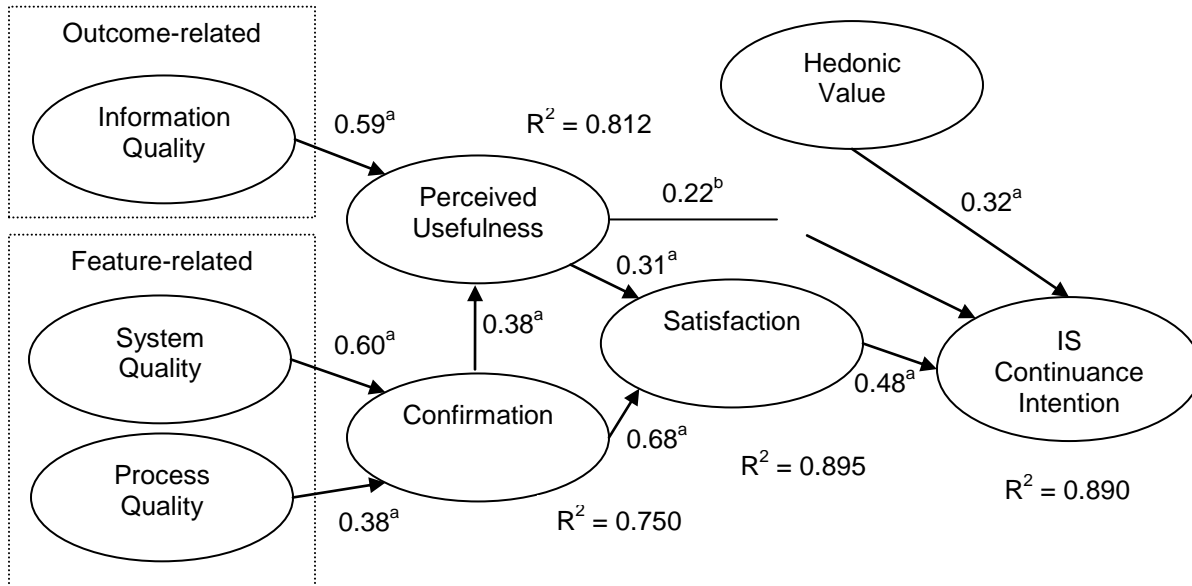 Outcome-related
Information
Quality
0.59ᵃ
R² = 0.812
Hedonic
Value
Perceived
Usefulness
0.22ᵇ
0.32ᵃ
Feature-related
0.31ᵃ
System
Quality
0.60ᵃ
0.38ᵃ
Satisfaction
IS
Continuance
Intention
0.48ᵃ
Confirmation
0.68ᵃ
Process
Quality
0.38ᵃ
R² = 0.750
R² = 0.895
R² = 0.890